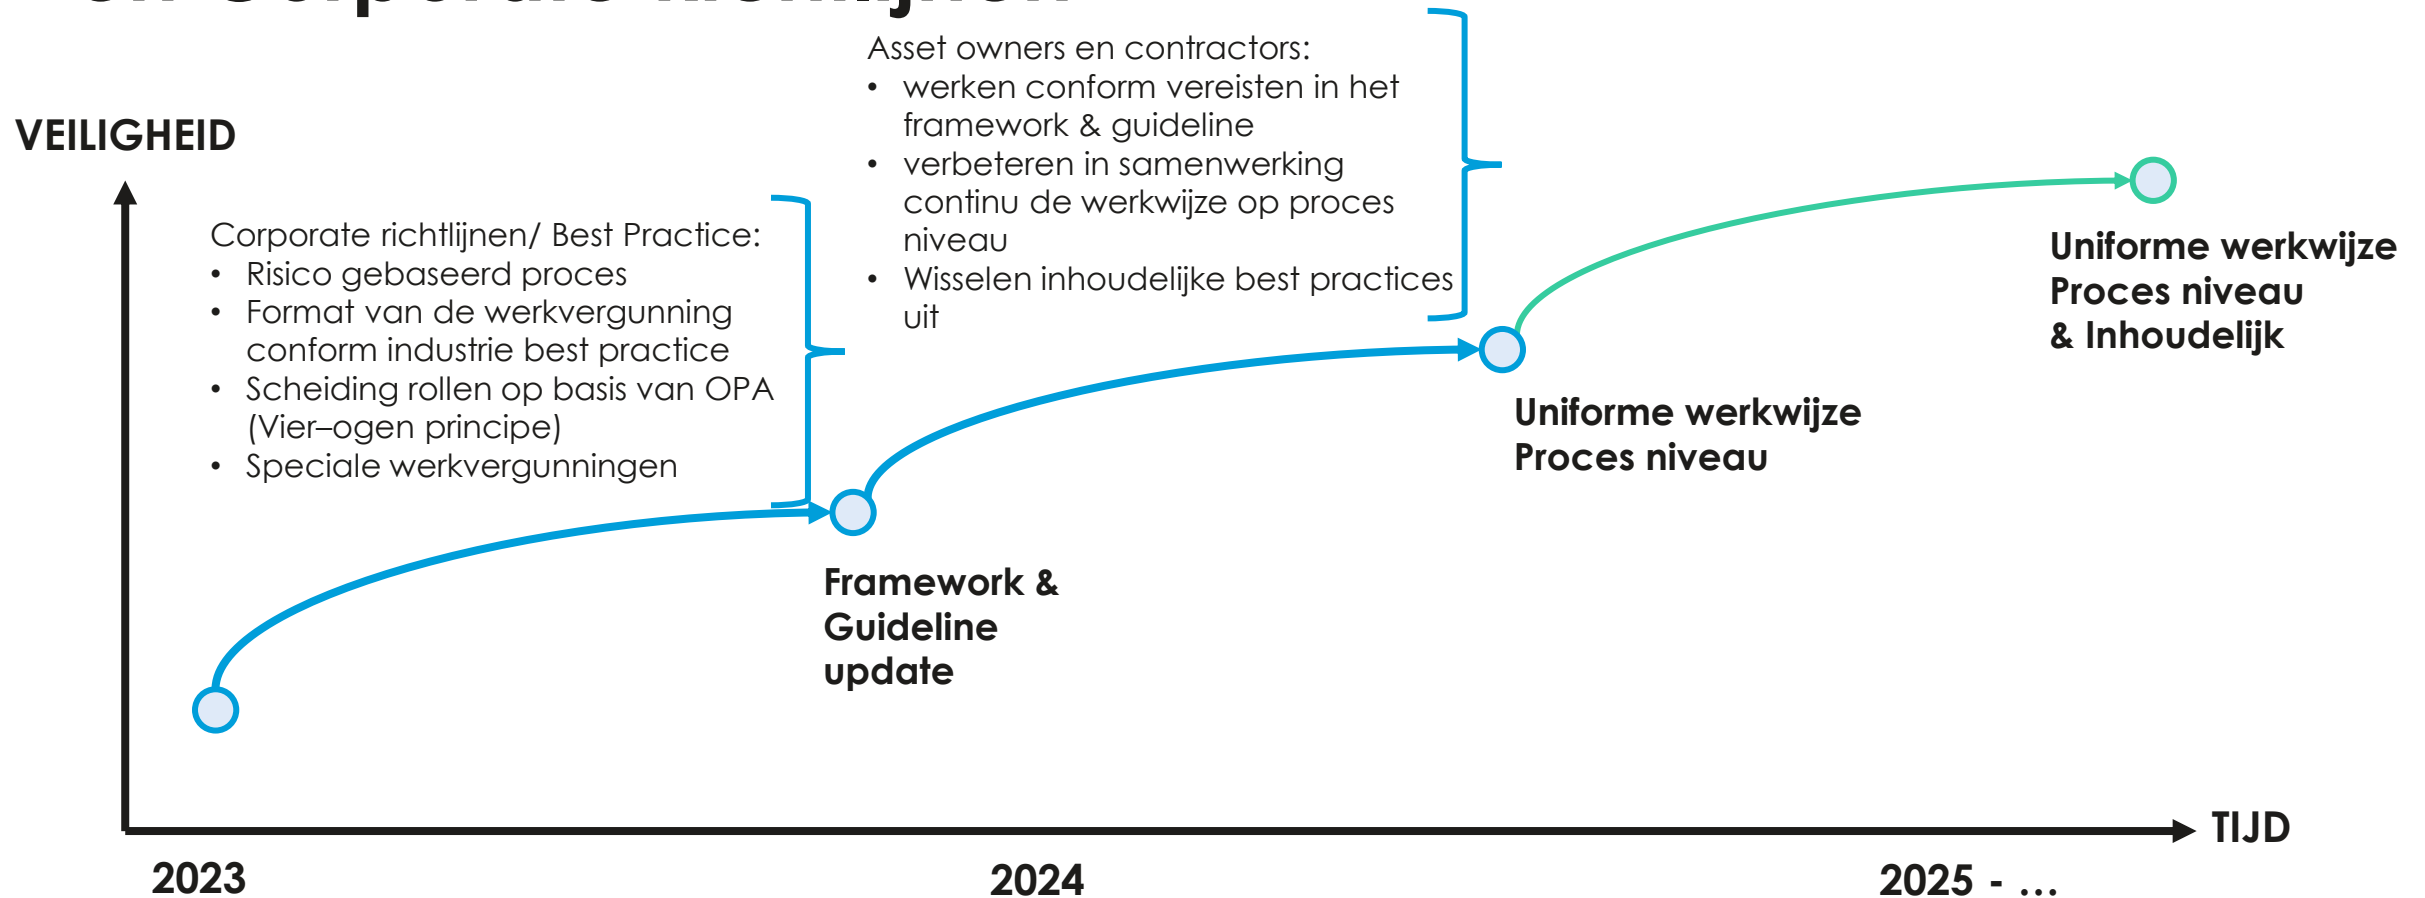 en Corporate richtlijnen
Asset owners en contractors:
• werken conform vereisten in het
framework & guideline
• verbeteren in samenwerking
continu de werkwijze op proces
niveau
• Wisselen inhoudelijke best practices
uit
VEILIGHEID
Corporate richtlijnen/ Best Practice:
• Risico gebaseerd proces
• Format van de werkvergunning
conform industrie best practice
• Scheiding rollen op basis van OPA
(Vier–ogen principe)
• Speciale werkvergunningen
Uniforme werkwijze
Proces niveau
& Inhoudelijk
Uniforme werkwijze
Proces niveau
Framework &
Guideline
update
TIJD
2023
2024
2025 - ...